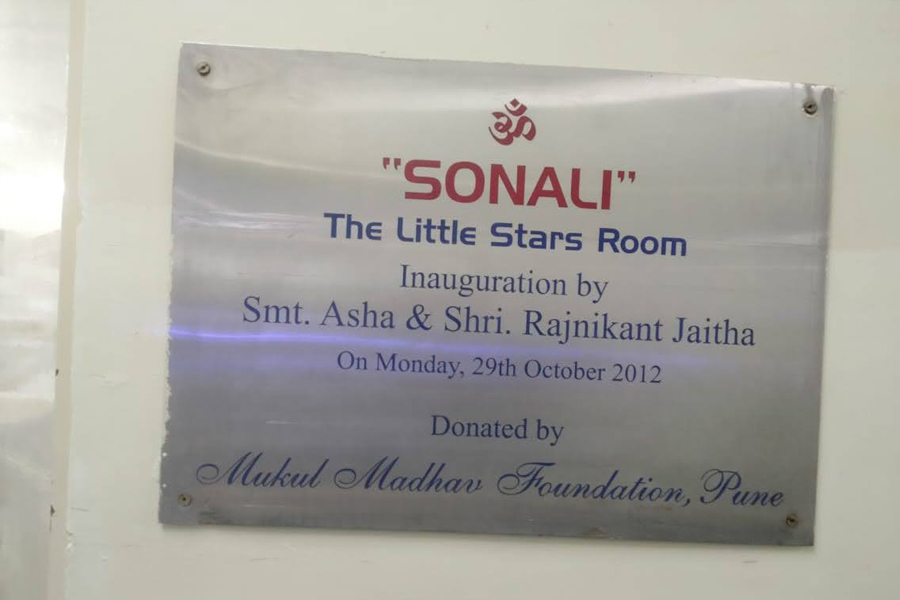 ॐ
"SONALI"
The Little Stars Room
Inauguration by
Smt. Asha & Shri. Rajnikant Jaitha
On Monday, 29th October 2012
Donated by
Mukul Madhav Foundation, Pune